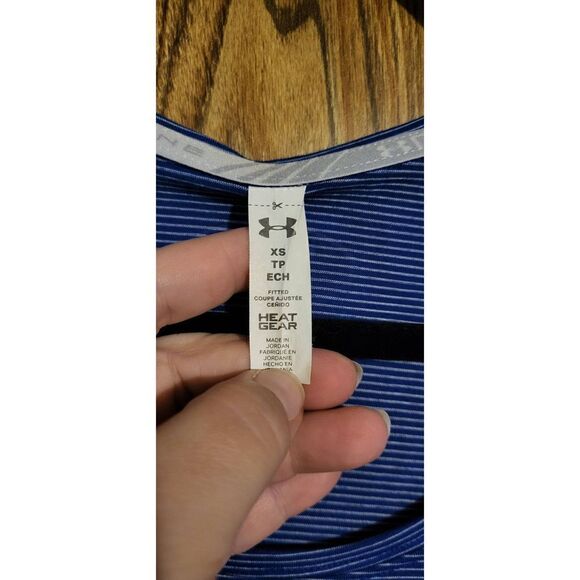 XS
TP
ECH
FITTED
COUPE AJUSTÉE
CEÑIDO
HEAT
GEAR
MADE IN
JORDAN
FABRIQUÉ EN
JORDANIE
HECHO EN